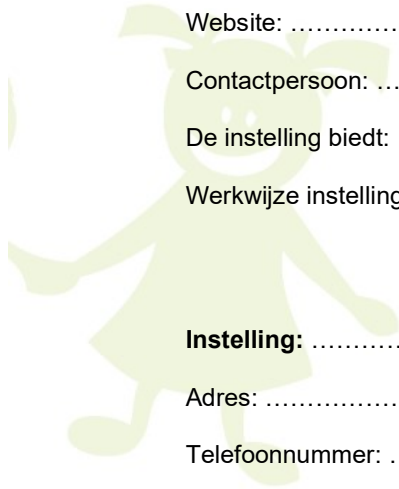 Website: ………………
Contactpersoon: …
De instelling biedt:
Werkwijze instelling
Instelling: …………
Adres: ………………
Telefoonnummer: .